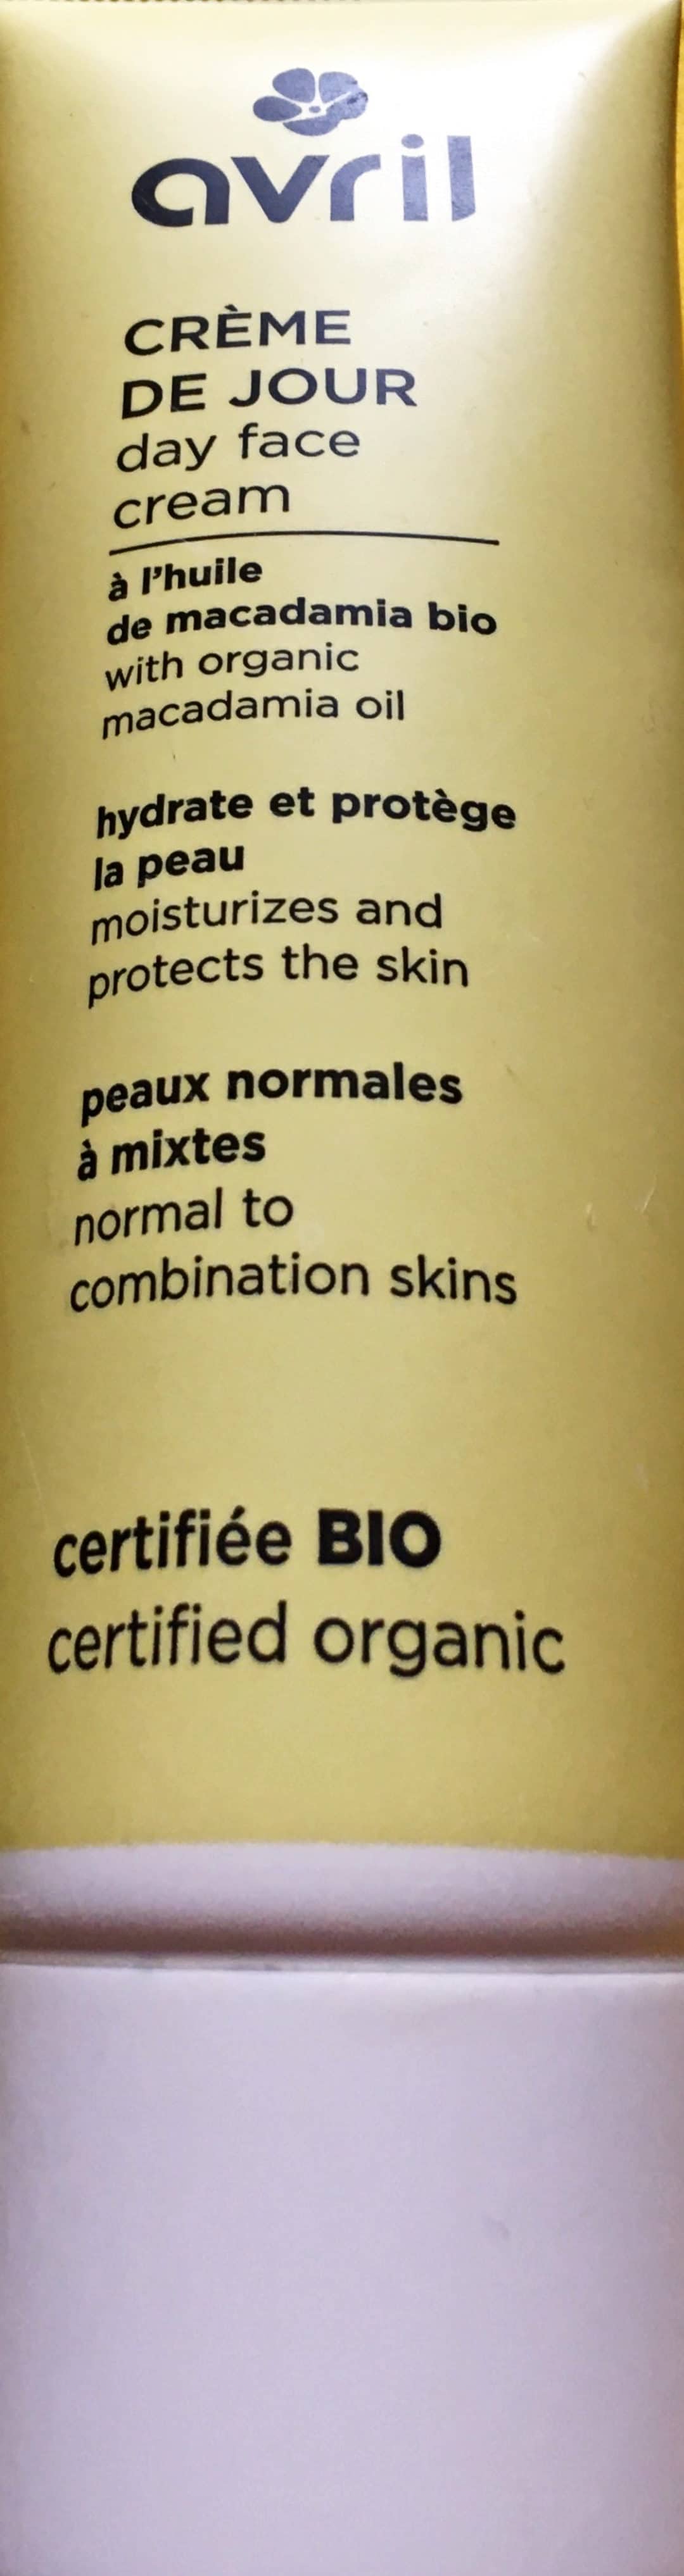 avril
CRÈME
DE JOUR
day face
cream
à l'huile
de macadamia bio
with organic
macadamia oil
hydrate et protège
la peau
moisturizes and
protects the skin
peaux normales
à mixtes
normal to
combination skins
certifiée BIO
certified organic